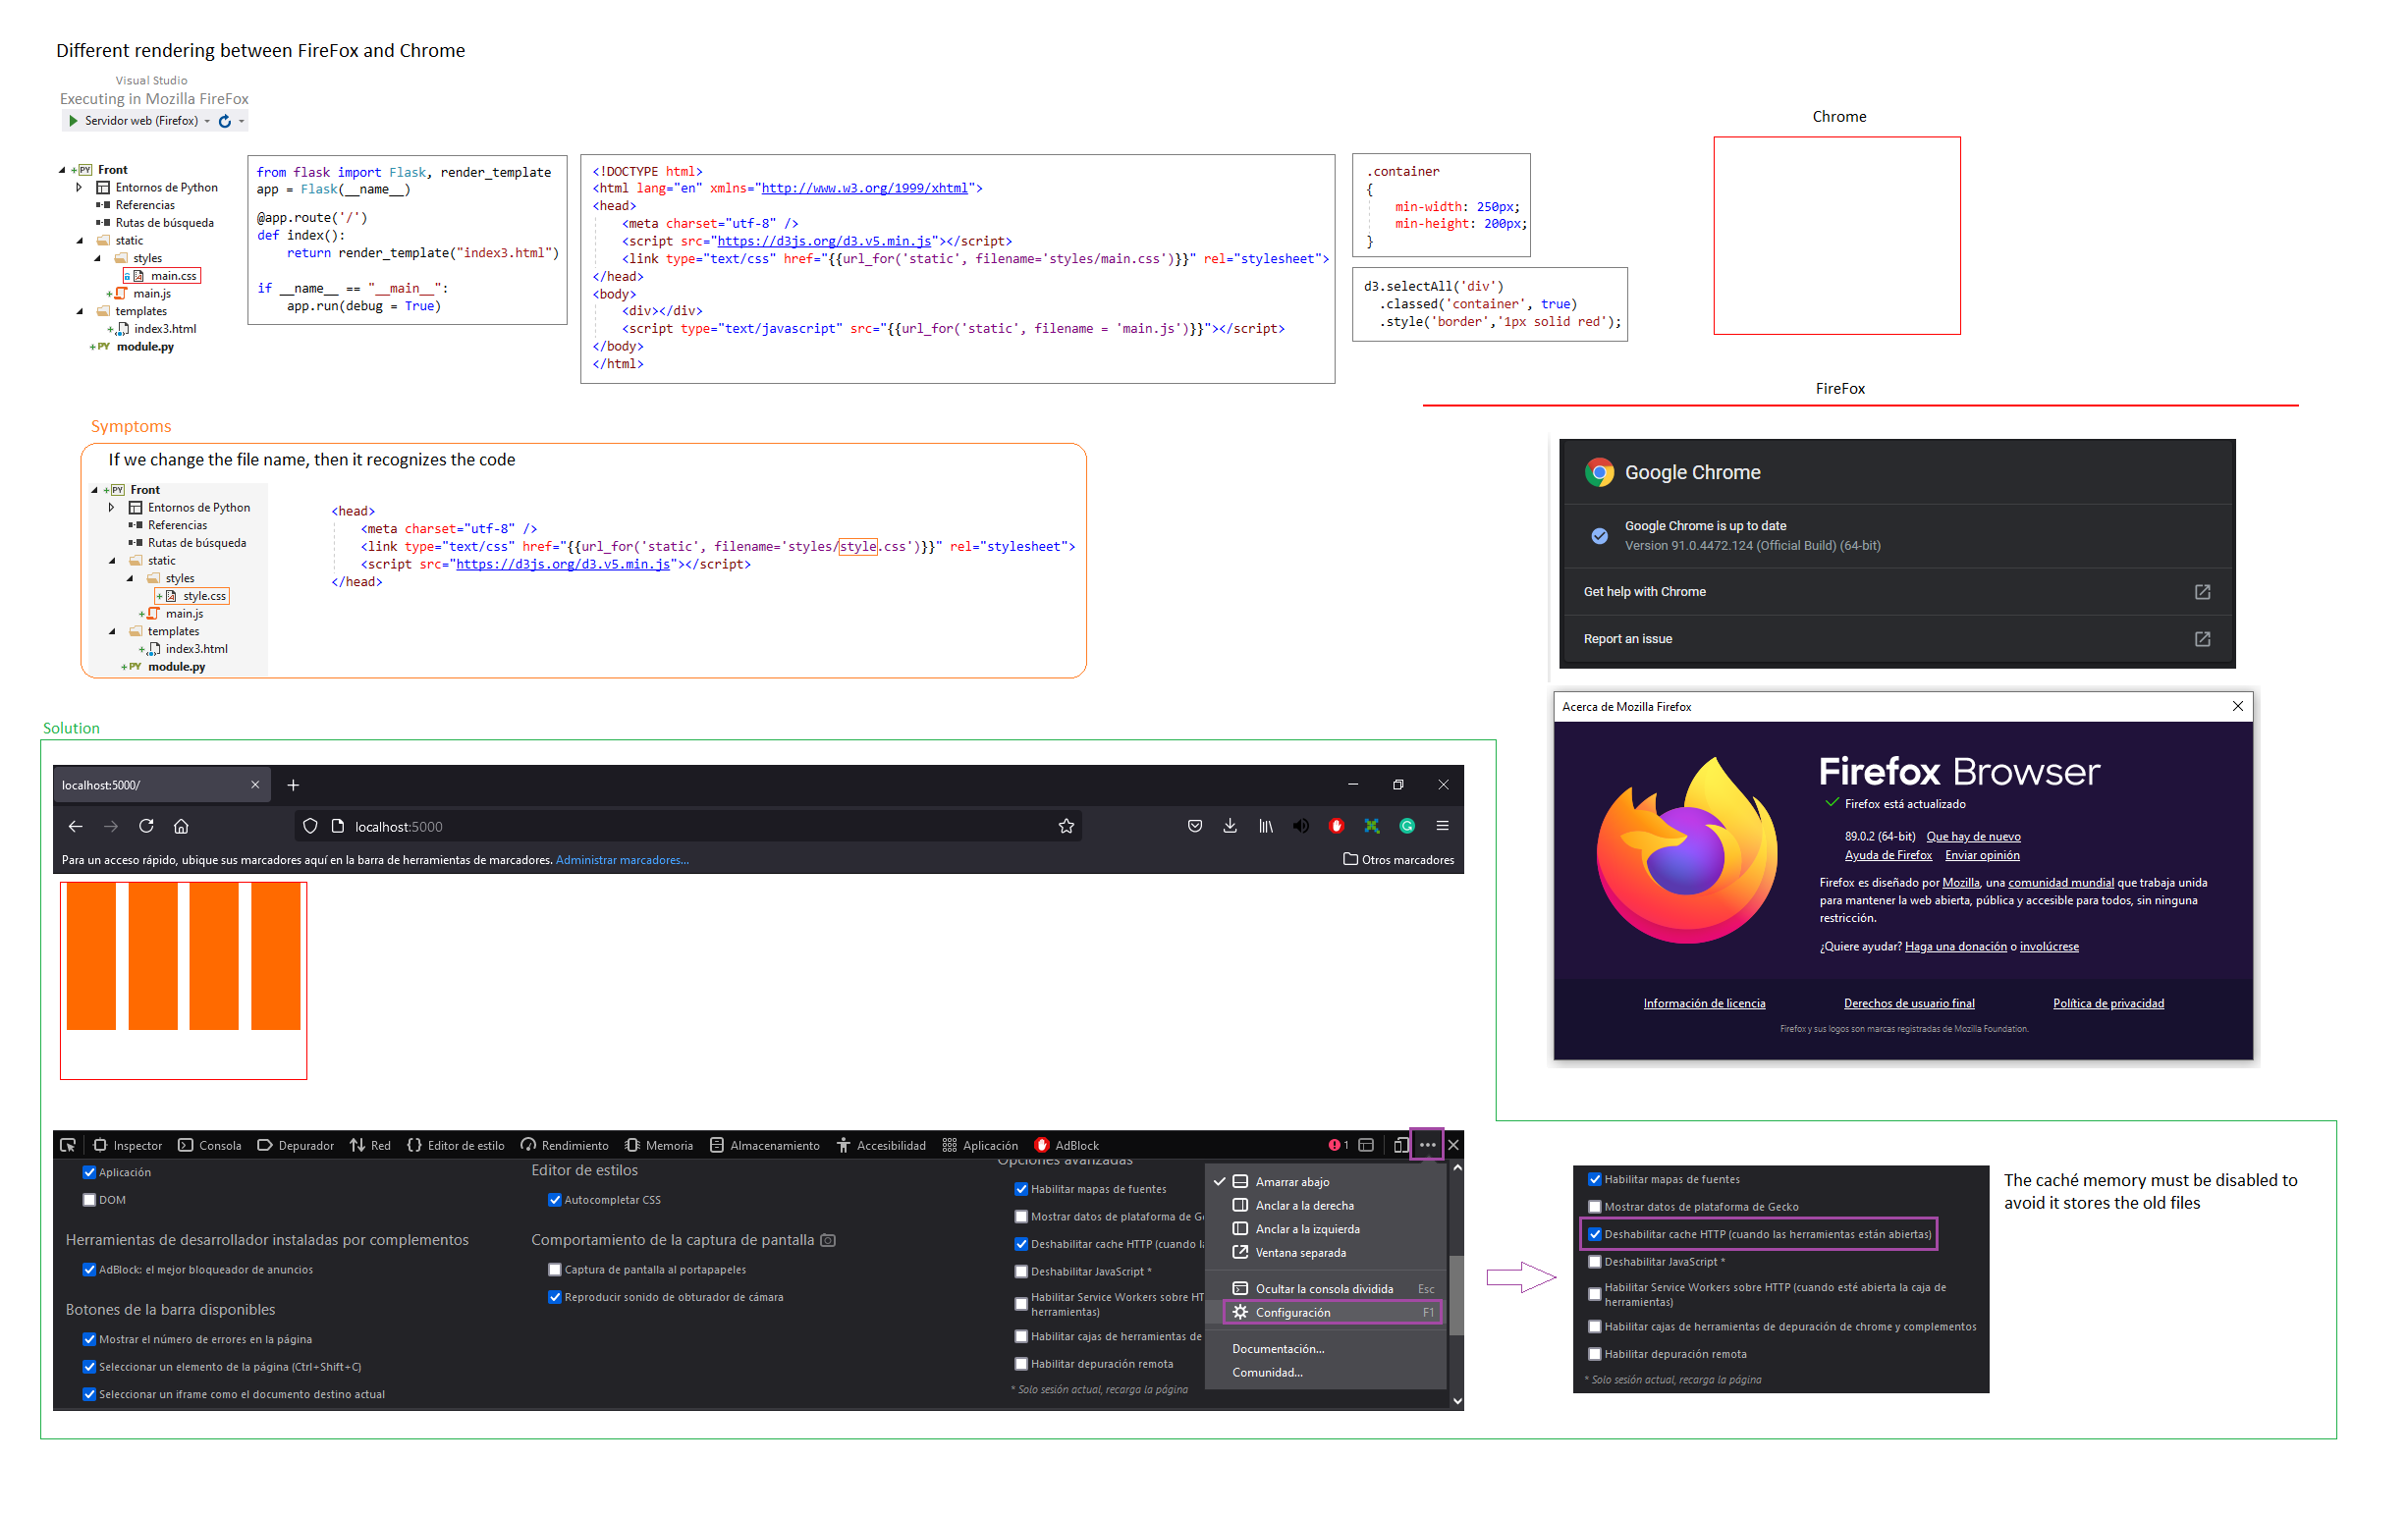 Different rendering between FireFox and Chrome
Visual Studio
Executing in Mozilla FireFox
Servidor web (Firefox)
Front
Entornos de Python
Referencias
Rutas de búsqueda
static
styles
main.css
main.js
templates
index3.html
module.py
from flask import Flask, render_template
app = Flask(__name__)
@app.route('/')
def index():
    return render_template("index3.html")
if __name__ == "__main__":
    app.run(debug = True)
<!DOCTYPE html>
<html lang="en" xmlns="http://www.w3.org/1999/xhtml">
<head>
    <meta charset="utf-8" />
    <script src="https://d3js.org/d3.v5.min.js"></script>
    <link type="text/css" href="{{url_for('static', filename='styles/main.css')}}" rel="stylesheet">
</head>
<body>
    <div></div>
    <script type="text/javascript" src="{{url_for('static', filename = 'main.js')}}"></script>
</body>
</html>
.container
{
    min-width: 250px;
    min-height: 200px;
}
d3.selectAll('div')
  .classed('container', true)
  .style('border','1px solid red');
Chrome
FireFox
Symptoms
If we change the file name, then it recognizes the code
Front
Entornos de Python
Referencias
Rutas de búsqueda
static
styles
style.css
main.js
templates
index3.html
module.py
<head>
    <meta charset="utf-8" />
    <link type="text/css" href="{{url_for('static', filename='styles/style.css')}}" rel="stylesheet">
    <script src="https://d3js.org/d3.v5.min.js"></script>
</head>
Google Chrome
Google Chrome is up to date
Version 91.0.4472.124 (Official Build) (64-bit)
Get help with Chrome
Report an issue
Acerca de Mozilla Firefox
Firefox Browser
Firefox está actualizado
89.0.2 (64-bit) Que hay de nuevo
Ayuda de Firefox Enviar opinión
Firefox es diseñado por Mozilla, una comunidad mundial que trabaja unida
para mantener la web abierta, pública y accesible para todos, sin ninguna
restricción.
¿Quiere ayudar? Haga una donación o involúcrese
Información de licencia
Derechos de usuario final
Política de privacidad
Firefox y sus logos son marcas registradas de Mozilla Foundation.
Solution
localhost:5000/
localhost:5000
Para un acceso rápido, ubique sus marcadores aquí en la barra de herramientas de marcadores. Administrar marcadores...
Otros marcadores
Inspector Consola Depurador Red Editor de estilo Rendimiento Memoria Almacenamiento Accesibilidad Aplicación AdBlock 1
Aplicación
DOM
Herramientas de desarrollador instaladas por complementos
AdBlock: el mejor bloqueador de anuncios
Botones de la barra disponibles
Mostrar el número de errores en la página
Seleccionar un elemento de la página (Ctrl+Shift+C)
Seleccionar un iframe como el documento destino actual
Editor de estilos
Autocompletar CSS
Comportamiento de la captura de pantalla
Captura de pantalla al portapapeles
Reproducir sonido de obturador de cámara
Opciones avanzadas
Habilitar mapas de fuentes
Mostrar datos de plataforma de G
Deshabilitar cache HTTP (cuando l
Deshabilitar JavaScript *
Habilitar Service Workers sobre HT
herramientas)
Habilitar cajas de herramientas de
Habilitar depuración remota
* Solo sesión actual, recarga la página
Amarrar abajo
Anclar a la derecha
Anclar a la izquierda
Ventana separada
Ocultar la consola dividida Esc
Configuración F1
Documentación...
Comunidad...
Habilitar mapas de fuentes
Mostrar datos de plataforma de Gecko
Deshabilitar cache HTTP (cuando las herramientas están abiertas)
Deshabilitar JavaScript *
Habilitar Service Workers sobre HTTP (cuando esté abierta la caja de
herramientas)
Habilitar cajas de herramientas de depuración de chrome y complementos
Habilitar depuración remota
* Solo sesión actual, recarga la página
The caché memory must be disabled to
avoid it stores the old files